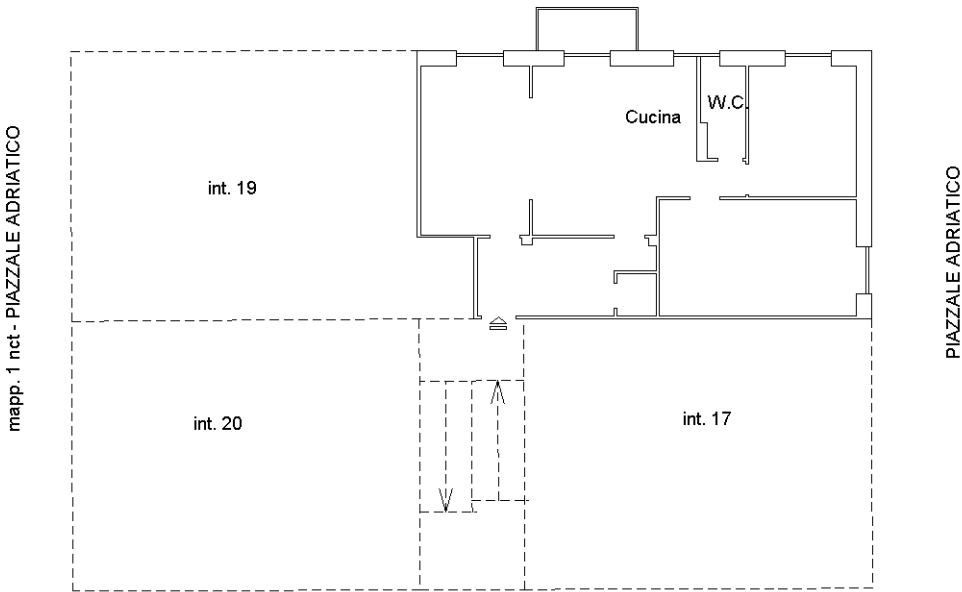 mapp. 1 nct - PIAZZALE ADRIATICO
Cucina
W.C.
int. 19
PIAZZALE ADRIATICO
int. 20
int. 17